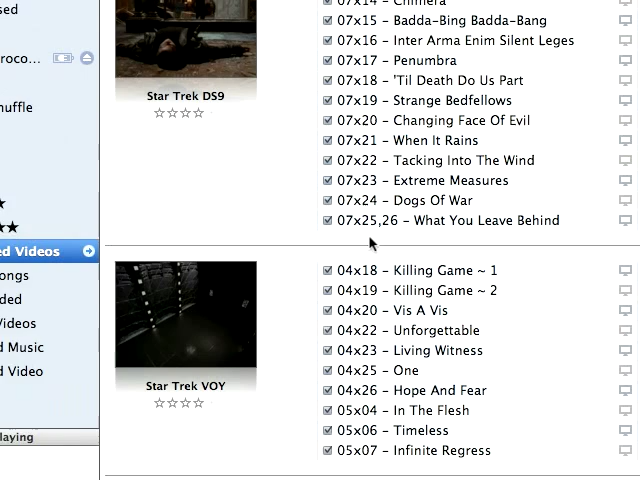 sed
07x14 - Chimera
07x15 - Badda-Bing Badda-Bang
07x16 - Inter Arma Enim Silent Leges
roco...
07x17 - Penumbra
07x18 - 'Til Death Do Us Part
Star Trek DS9
07x19 - Strange Bedfellows
huffle
07x20 - Changing Face Of Evil
07x21 - When It Rains
07x22 - Tacking Into The Wind
07x23 - Extreme Measures
07x24 - Dogs Of War
07x25,26 - What You Leave Behind
ed Videos
ongs
04x18 - Killing Game ~ 1
ded
04x19 - Killing Game ~ 2
04x20 - Vis A Vis
Videos
04x22 - Unforgettable
d Music
04x23 - Living Witness
d Video
04x25 - One
Star Trek VOY
04x26 - Hope And Fear
05x04 - In The Flesh
laying
05x06 - Timeless
05x07 - Infinite Regress